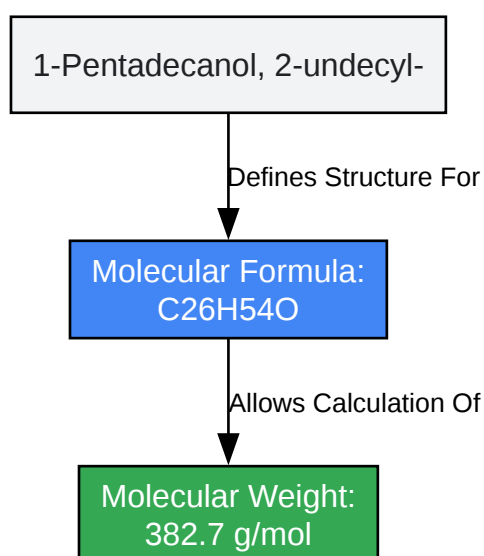 1-Pentadecanol, 2-undecyl-
Defines Structure For
Molecular Formula:
C26H54O
Allows Calculation Of
Molecular Weight:
382.7 g/mol